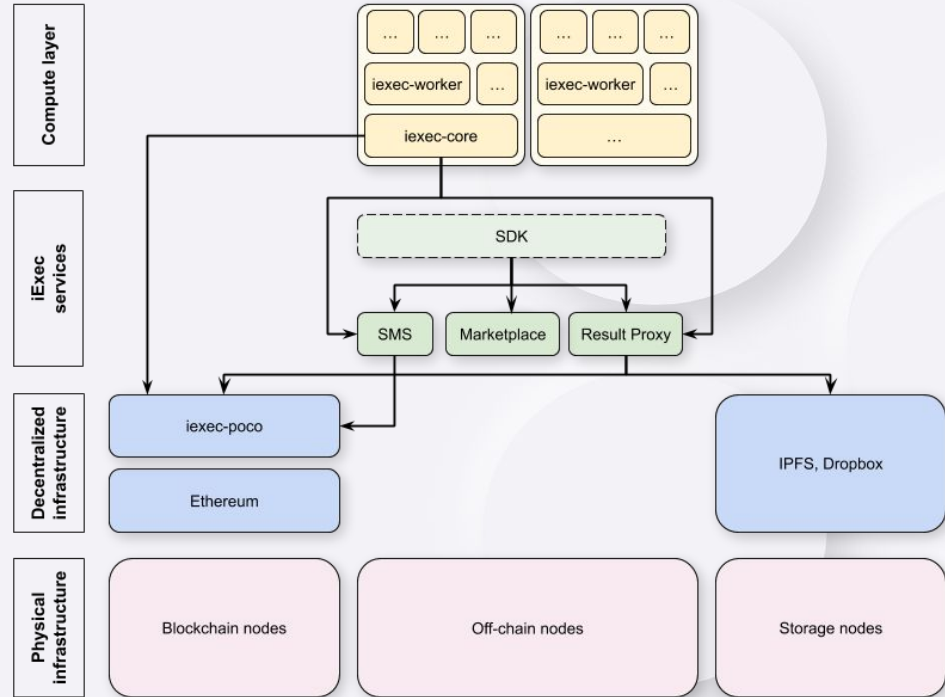 Compute layer
… … … … … …
iexec-worker … iexec-worker …
iexec-core …
iExec
services
SDK
SMS Marketplace Result Proxy
Decentralized
infrastructure
iexec-poco
IPFS, Dropbox
Ethereum
Physical
infrastructure
Blockchain nodes Off-chain nodes Storage nodes